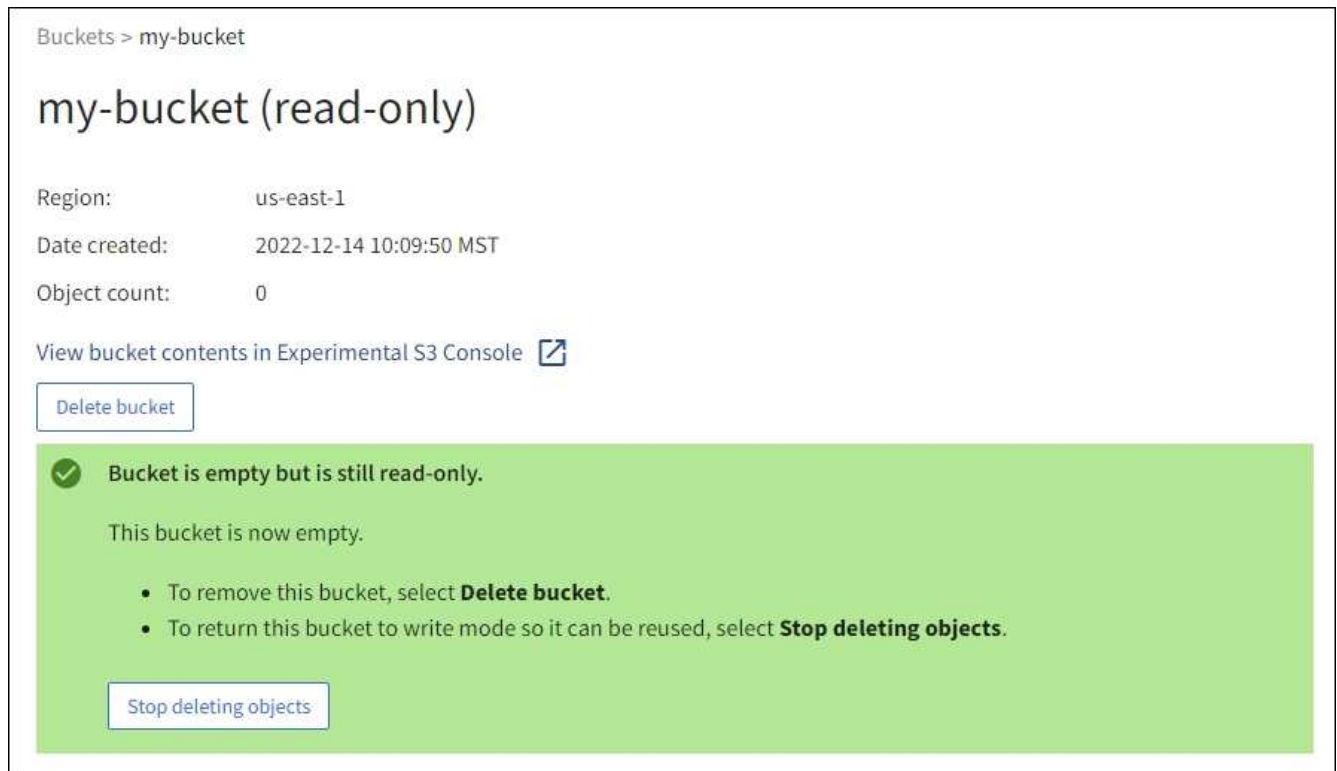 Buckets > my-bucket
my-bucket (read-only)
Region: us-east-1
Date created: 2022-12-14 10:09:50 MST
Object count: 0
View bucket contents in Experimental S3 Console
Delete bucket
Bucket is empty but is still read-only.
This bucket is now empty.
• To remove this bucket, select Delete bucket.
• To return this bucket to write mode so it can be reused, select Stop deleting objects.
Stop deleting objects